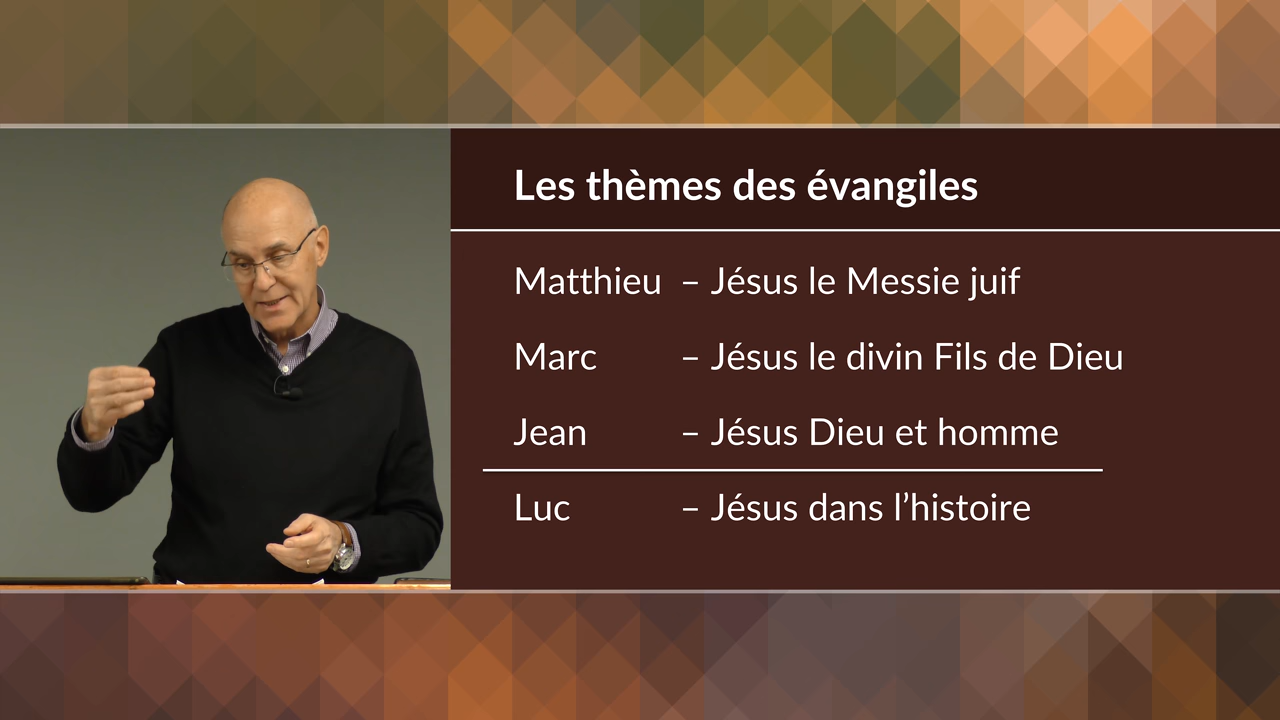 Les thèmes des évangiles
Matthieu – Jésus le Messie juif
Marc – Jésus le divin Fils de Dieu
Jean – Jésus Dieu et homme
Luc – Jésus dans l’histoire